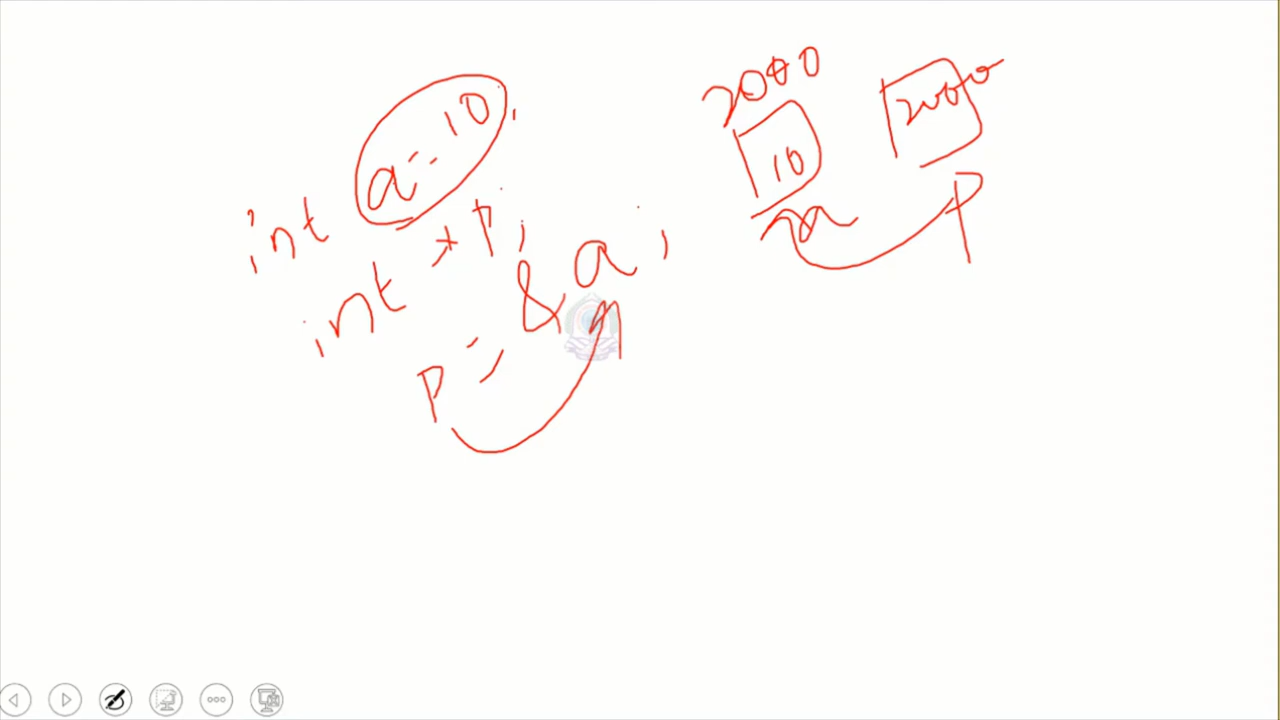 int a = 10,
int *p;
p = &a;
2000
10
a
2000
p